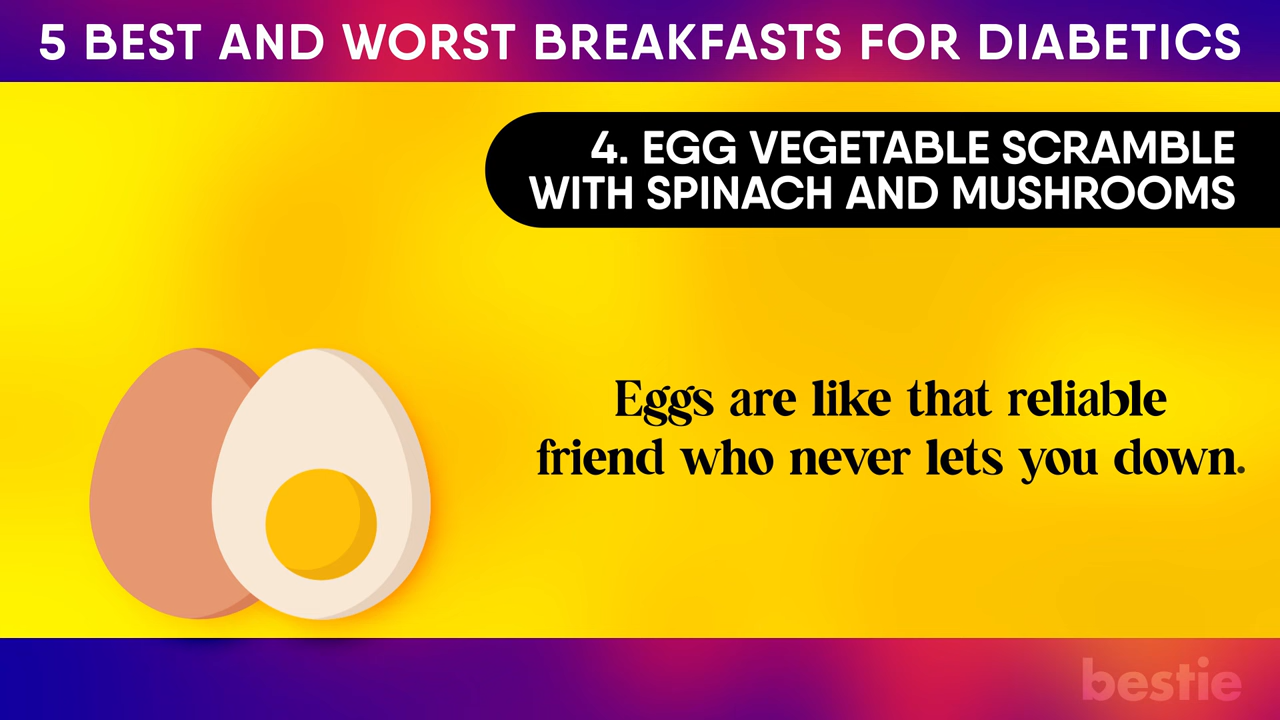 5 BEST AND WORST BREAKFASTS FOR DIABETICS
4. EGG VEGETABLE SCRAMBLE
WITH SPINACH AND MUSHROOMS
Eggs are like that reliable
friend who never lets you down.
bestie